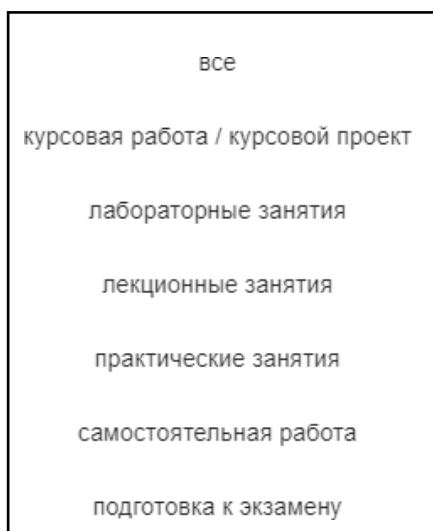 все
курсовая работа / курсовой проект
лабораторные занятия
лекционные занятия
практические занятия
самостоятельная работа
подготовка к экзамену